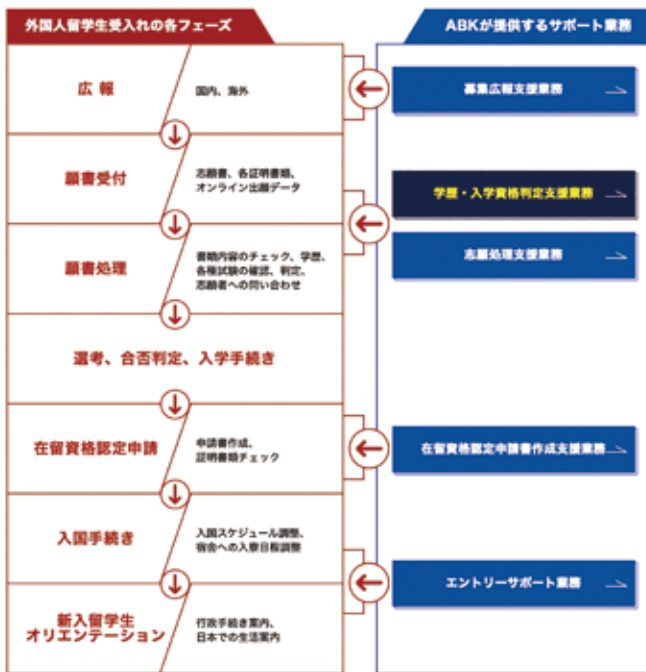 外国人留学生受入れの各フェーズ
ABKが提供するサポート業務
広 報
国内、海外
募集広報支援業務
願書受付
志願書、各証明書類、
オンライン出願データ
学歴・入学資格判定支援業務
願書処理
書類内容のチェック、学歴、
各種試験の確認、判定、
志願者への問い合わせ
志願処理支援業務
選考、合否判定、入学手続き
在留資格認定申請
申請書作成、
証明書類チェック
在留資格認定申請書作成支援業務
入国手続き
入国スケジュール調整、
宿舎への入寮日程調整
エントリーサポート業務
新入留学生
オリエンテーション
行政手続き案内、
日本での生活案内